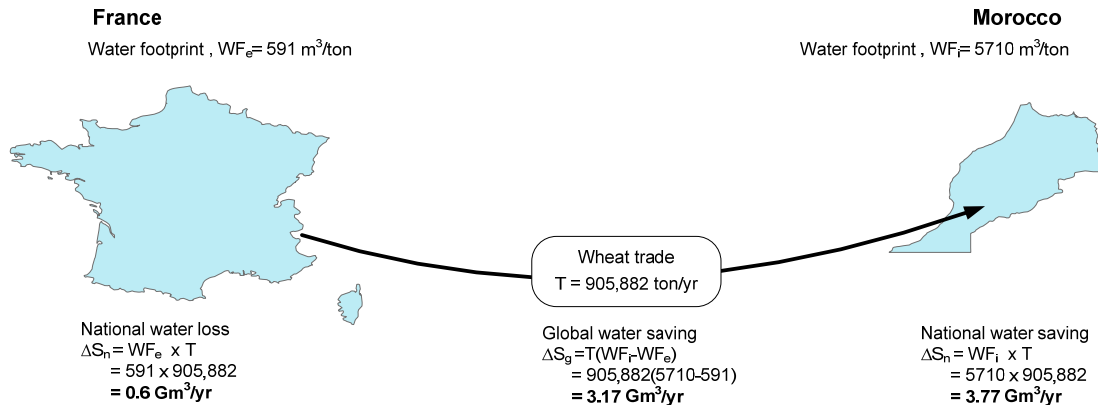 France
Water footprint , WFe= 591 m³/ton
Morocco
Water footprint , WFi= 5710 m³/ton
Wheat trade
T = 905,882 ton/yr
National water loss
ΔSn = WFe x T
= 591 x 905,882
= 0.6 Gm³/yr
Global water saving
ΔSg =T(WFi-WFe)
= 905,882(5710-591)
= 3.17 Gm³/yr
National water saving
ΔSn = WFi x T
= 5710 x 905,882
= 3.77 Gm³/yr